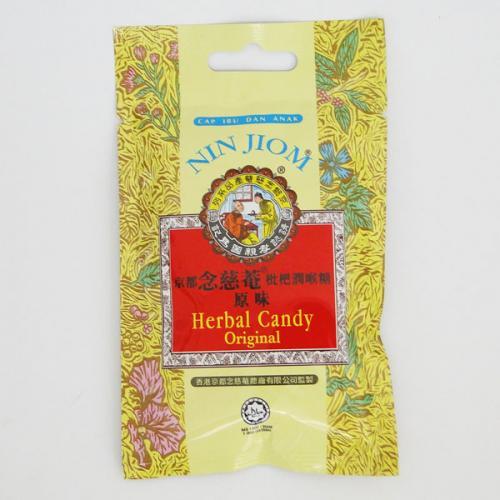 CAP IBU DAN ANAK
NIN JIOM®
京都念慈菴®枇杷潤喉糖
原味
Herbal Candy
Original
香港京都念慈菴總廠有限公司監製